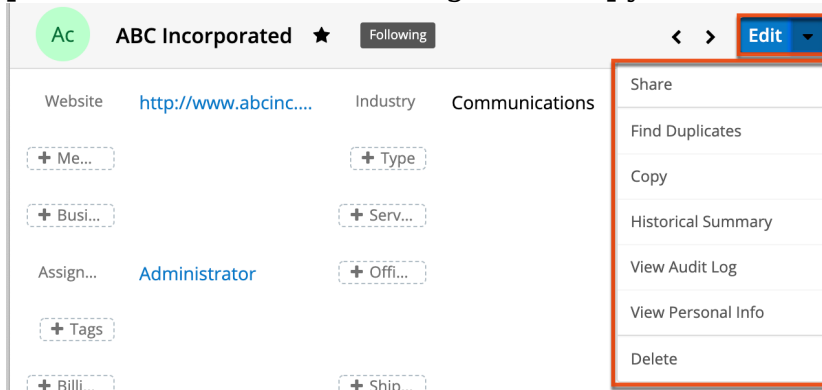 Ac ABC Incorporated ★ Following < > Edit
Share
Website http://www.abcinc.... Industry Communications
Find Duplicates
+ Me... + Type
Copy
+ Busi... + Serv...
Historical Summary
Assign... Administrator + Offi...
View Audit Log
View Personal Info
+ Tags
Delete
+ Billi... + Ship...